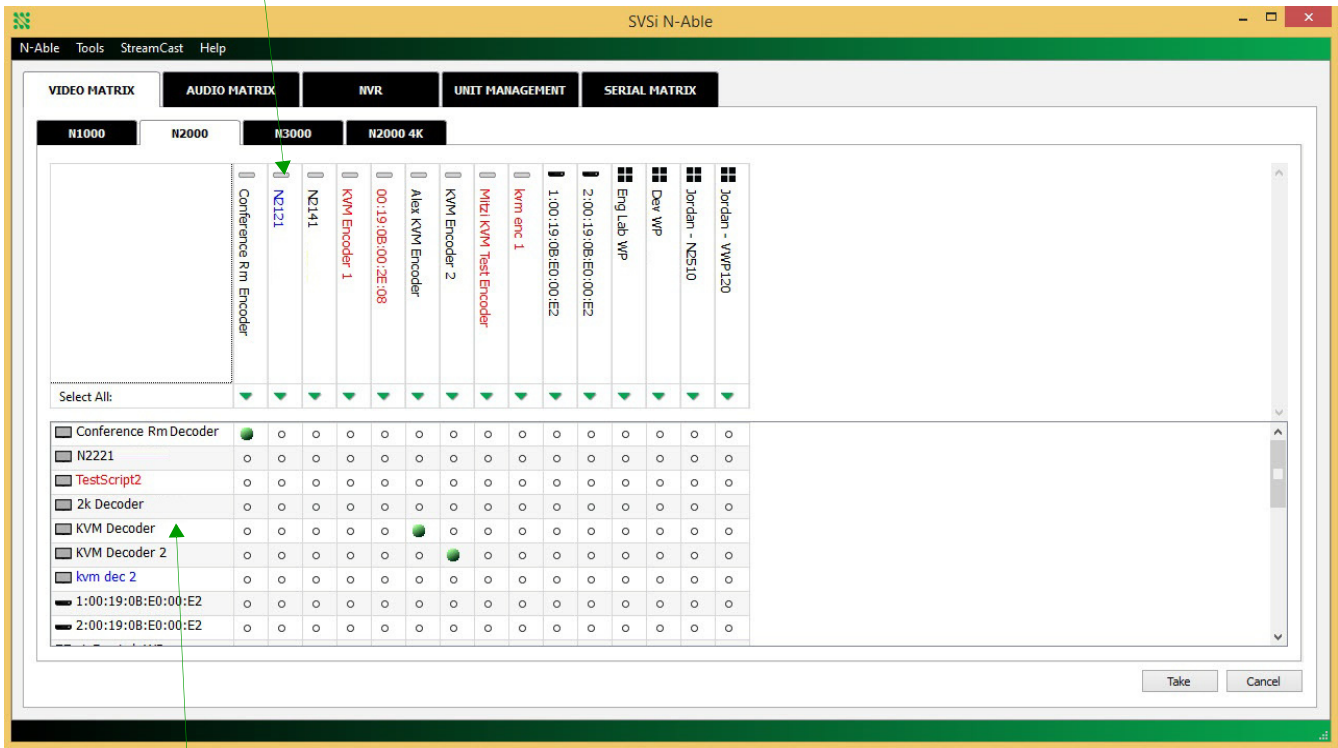 SVSi N-Able
N-Able Tools StreamCast Help
VIDEO MATRIX AUDIO MATRIX NVR UNIT MANAGEMENT SERIAL MATRIX
N1000 N2000 N3000 N2000 4K
Conference Rm Encoder
N2121
N2141
KVM Encoder 1
00:19:0B:00:2E:08
Alex KVM Encoder
KVM Encoder 2
Mitzi KVM Test Encoder
kvm enc 1
1:00:19:0B:E0:00:E2
2:00:19:0B:E0:00:E2
Eng Lab WP
Dev WP
Jordan - N2510
Jordan - VWP120
Select All:
Conference Rm Decoder
N2221
TestScript2
2k Decoder
KVM Decoder
KVM Decoder 2
kvm dec 2
1:00:19:0B:E0:00:E2
2:00:19:0B:E0:00:E2
Take Cancel